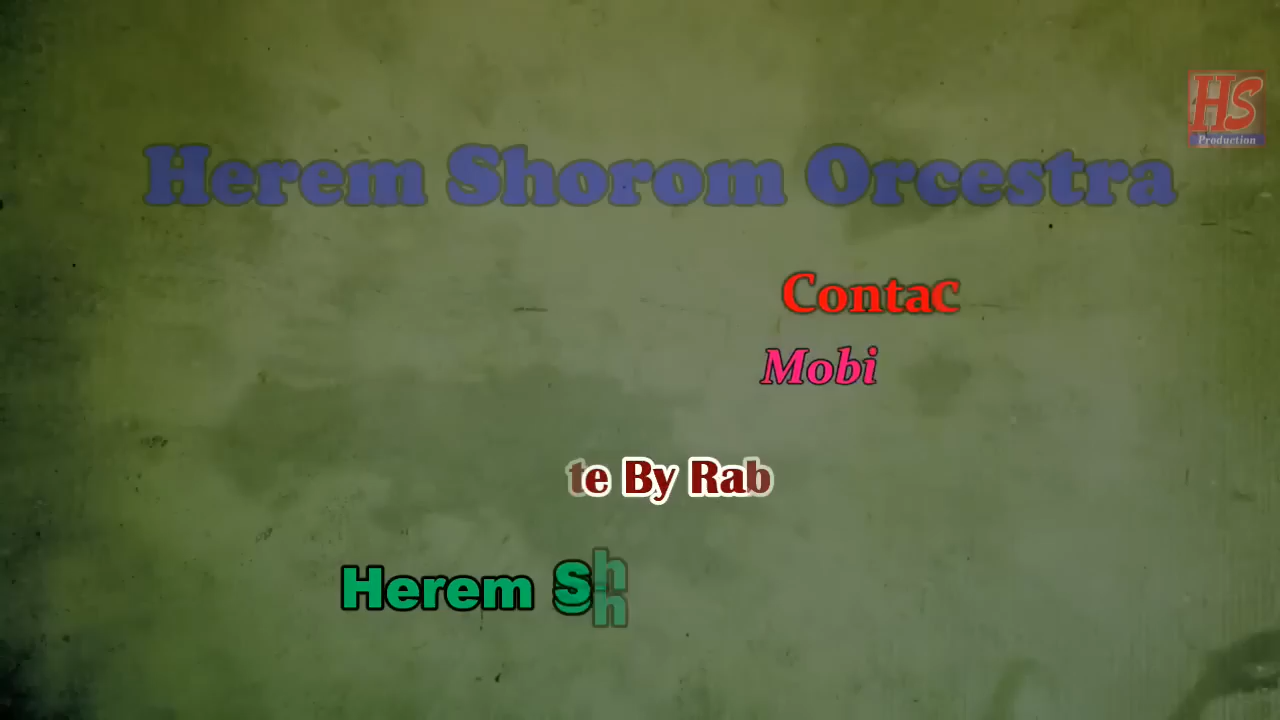 HS
Production
Herem Shorom Orcestra
Contac
Mobi
te By Rab
Herem Sh